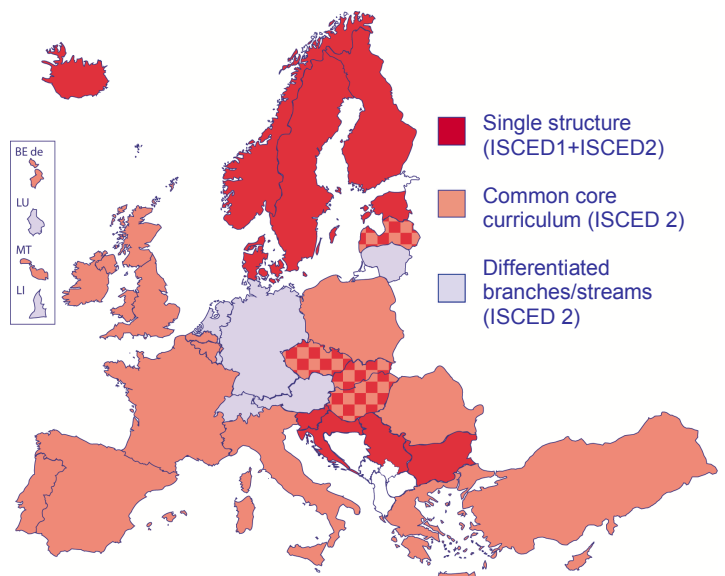 BE de
LU
MT
LI
Single structure
(ISCED1+ISCED2)
Common core
curriculum (ISCED 2)
Differentiated
branches/streams
(ISCED 2)